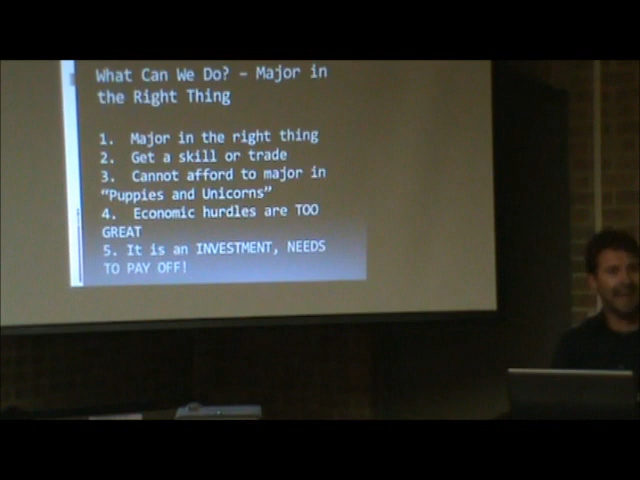 What Can We Do? – Major in
the Right Thing
1. Major in the right thing
2. Get a skill or trade
3. Cannot afford to major in
“Puppies and Unicorns”
4. Economic hurdles are TOO
GREAT
5. It is an INVESTMENT, NEEDS
TO PAY OFF!